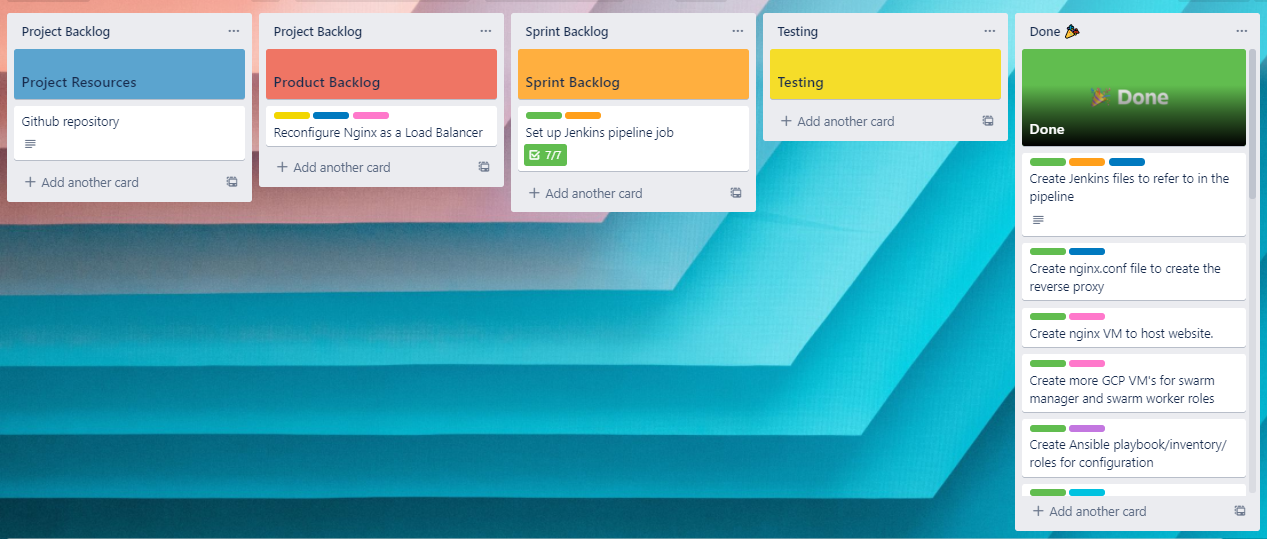 Project Backlog
Project Resources
Github repository
+ Add another card
Project Backlog
Product Backlog
Reconfigure Nginx as a Load Balancer
+ Add another card
Sprint Backlog
Sprint Backlog
Set up Jenkins pipeline job
7/7
+ Add another card
Testing
Testing
+ Add another card
Done 🎉
🎉 Done
Done
Create Jenkins files to refer to in the
pipeline
Create nginx.conf file to create the
reverse proxy
Create nginx VM to host website.
Create more GCP VM's for swarm
manager and swarm worker roles
Create Ansible playbook/inventory/
roles for configuration
+ Add another card